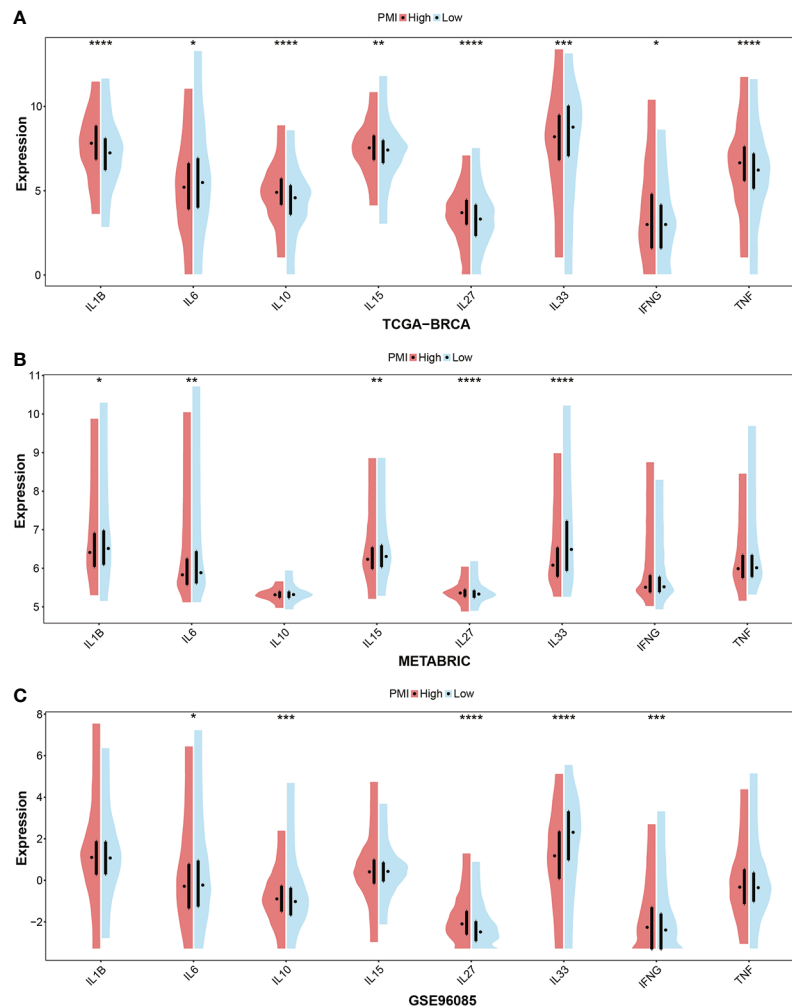 A
PMI High Low
**** * **** ** **** *** * ****
10
5
0
Expression
IL1B IL6 IL10 IL15 IL27 IL33 IFNG TNF
TCGA−BRCA
B
PMI High Low
* ** ** **** ****
11
10
9
8
7
6
5
Expression
IL1B IL6 IL10 IL15 IL27 IL33 IFNG TNF
METABRIC
C
PMI High Low
* *** **** **** ***
8
6
4
2
0
−2
Expression
IL1B IL6 IL10 IL15 IL27 IL33 IFNG TNF
GSE96085